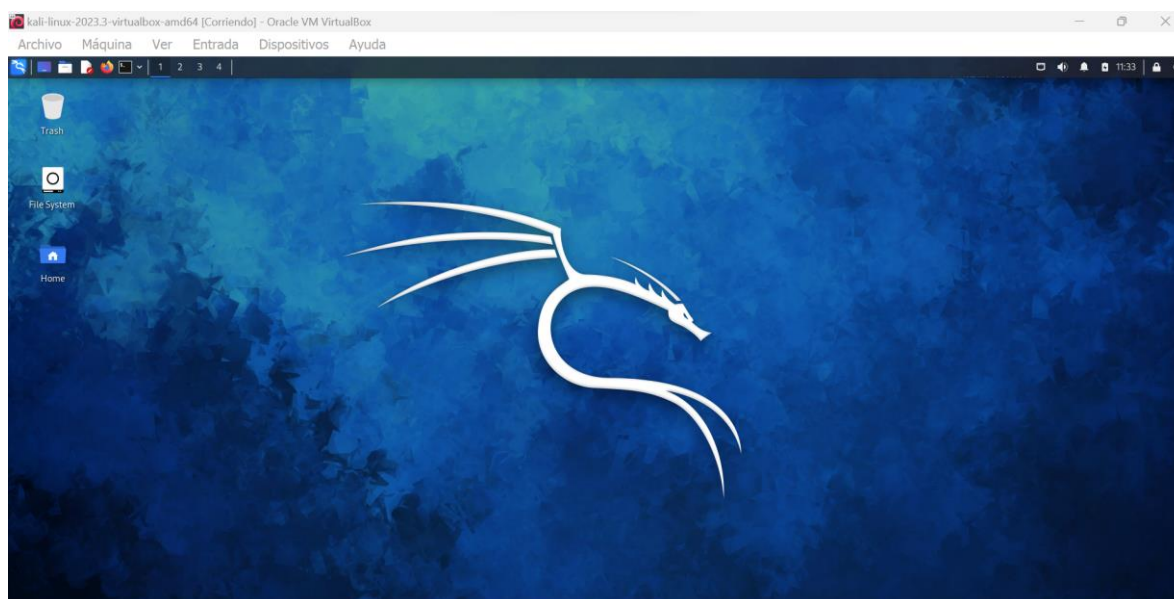 kali-linux-2023.3-virtualbox-amd64 [Corriendo] - Oracle VM VirtualBox
Archivo Máquina Ver Entrada Dispositivos Ayuda
1 2 3 4 11:33
Trash
File System
Home